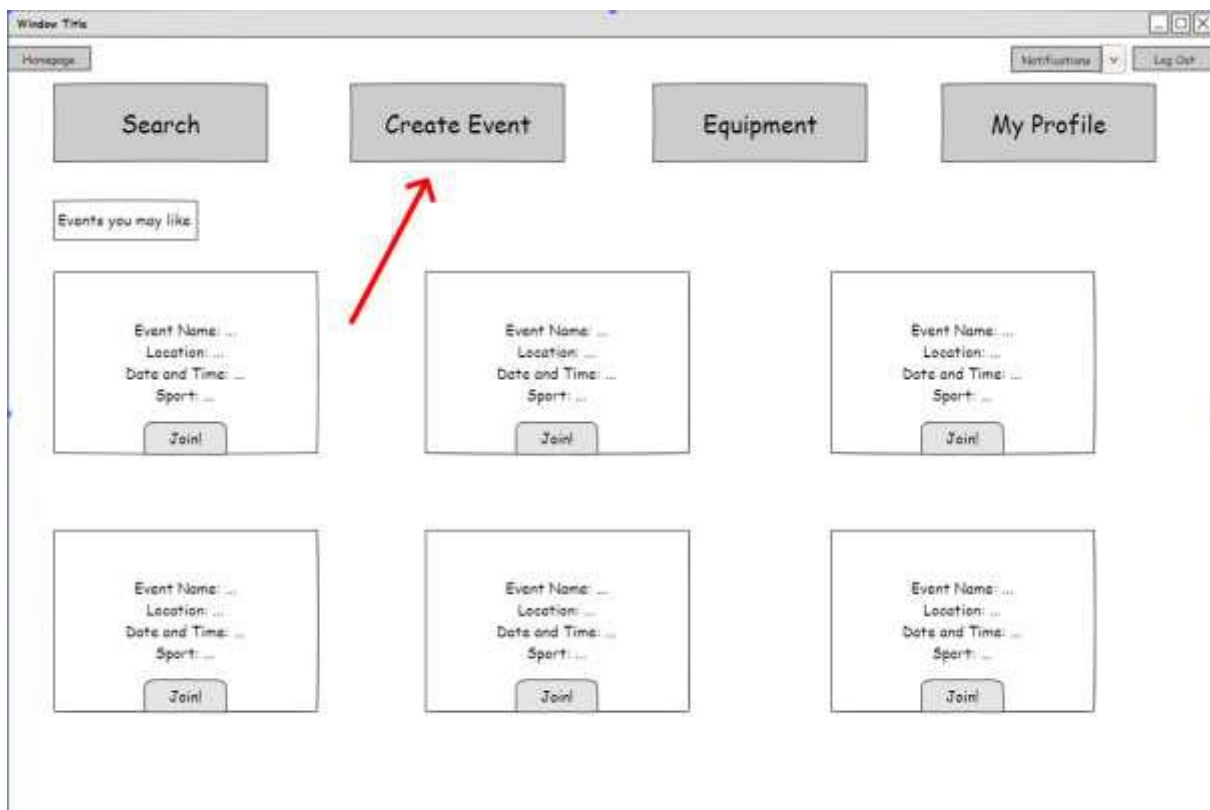 Window Title
Homepage
Notifications v Log Out
Search Create Event Equipment My Profile
Events you may like
Event Name: ... Event Name: ... Event Name: ...
Location: ... Location: ... Location: ...
Date and Time: ... Date and Time: ... Date and Time: ...
Sport: ... Sport: ... Sport: ...
Join! Join! Join!
Event Name: ... Event Name: ... Event Name: ...
Location: ... Location: ... Location: ...
Date and Time: ... Date and Time: ... Date and Time: ...
Sport: ... Sport: ... Sport: ...
Join! Join! Join!